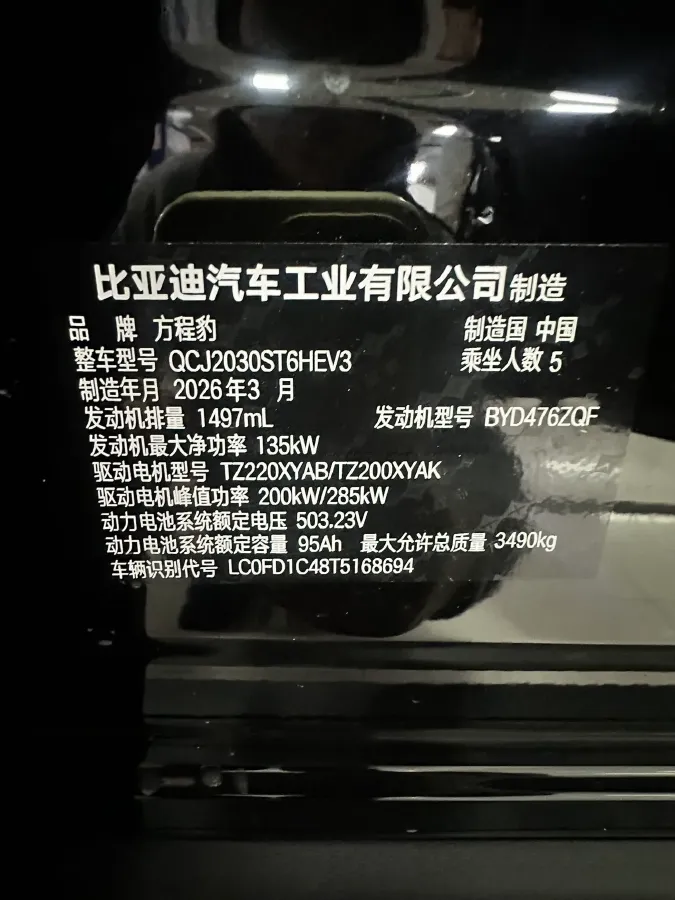 比亚迪汽车工业有限公司制造
品 牌 方程豹 制造国 中国
整车型号 QCJ2030ST6HEV3 乘坐人数 5
制造年月 2026年3 月
发动机排量 1497mL 发动机型号 BYD476ZQF
发动机最大净功率 135kW
驱动电机型号 TZ220XYAB/TZ200XYAK
驱动电机峰值功率 200kW/285kW
动力电池系统额定电压 503.23V
动力电池系统额定容量 95Ah 最大允许总质量 3490kg
车辆识别代号 LC0FD1C48T5168694